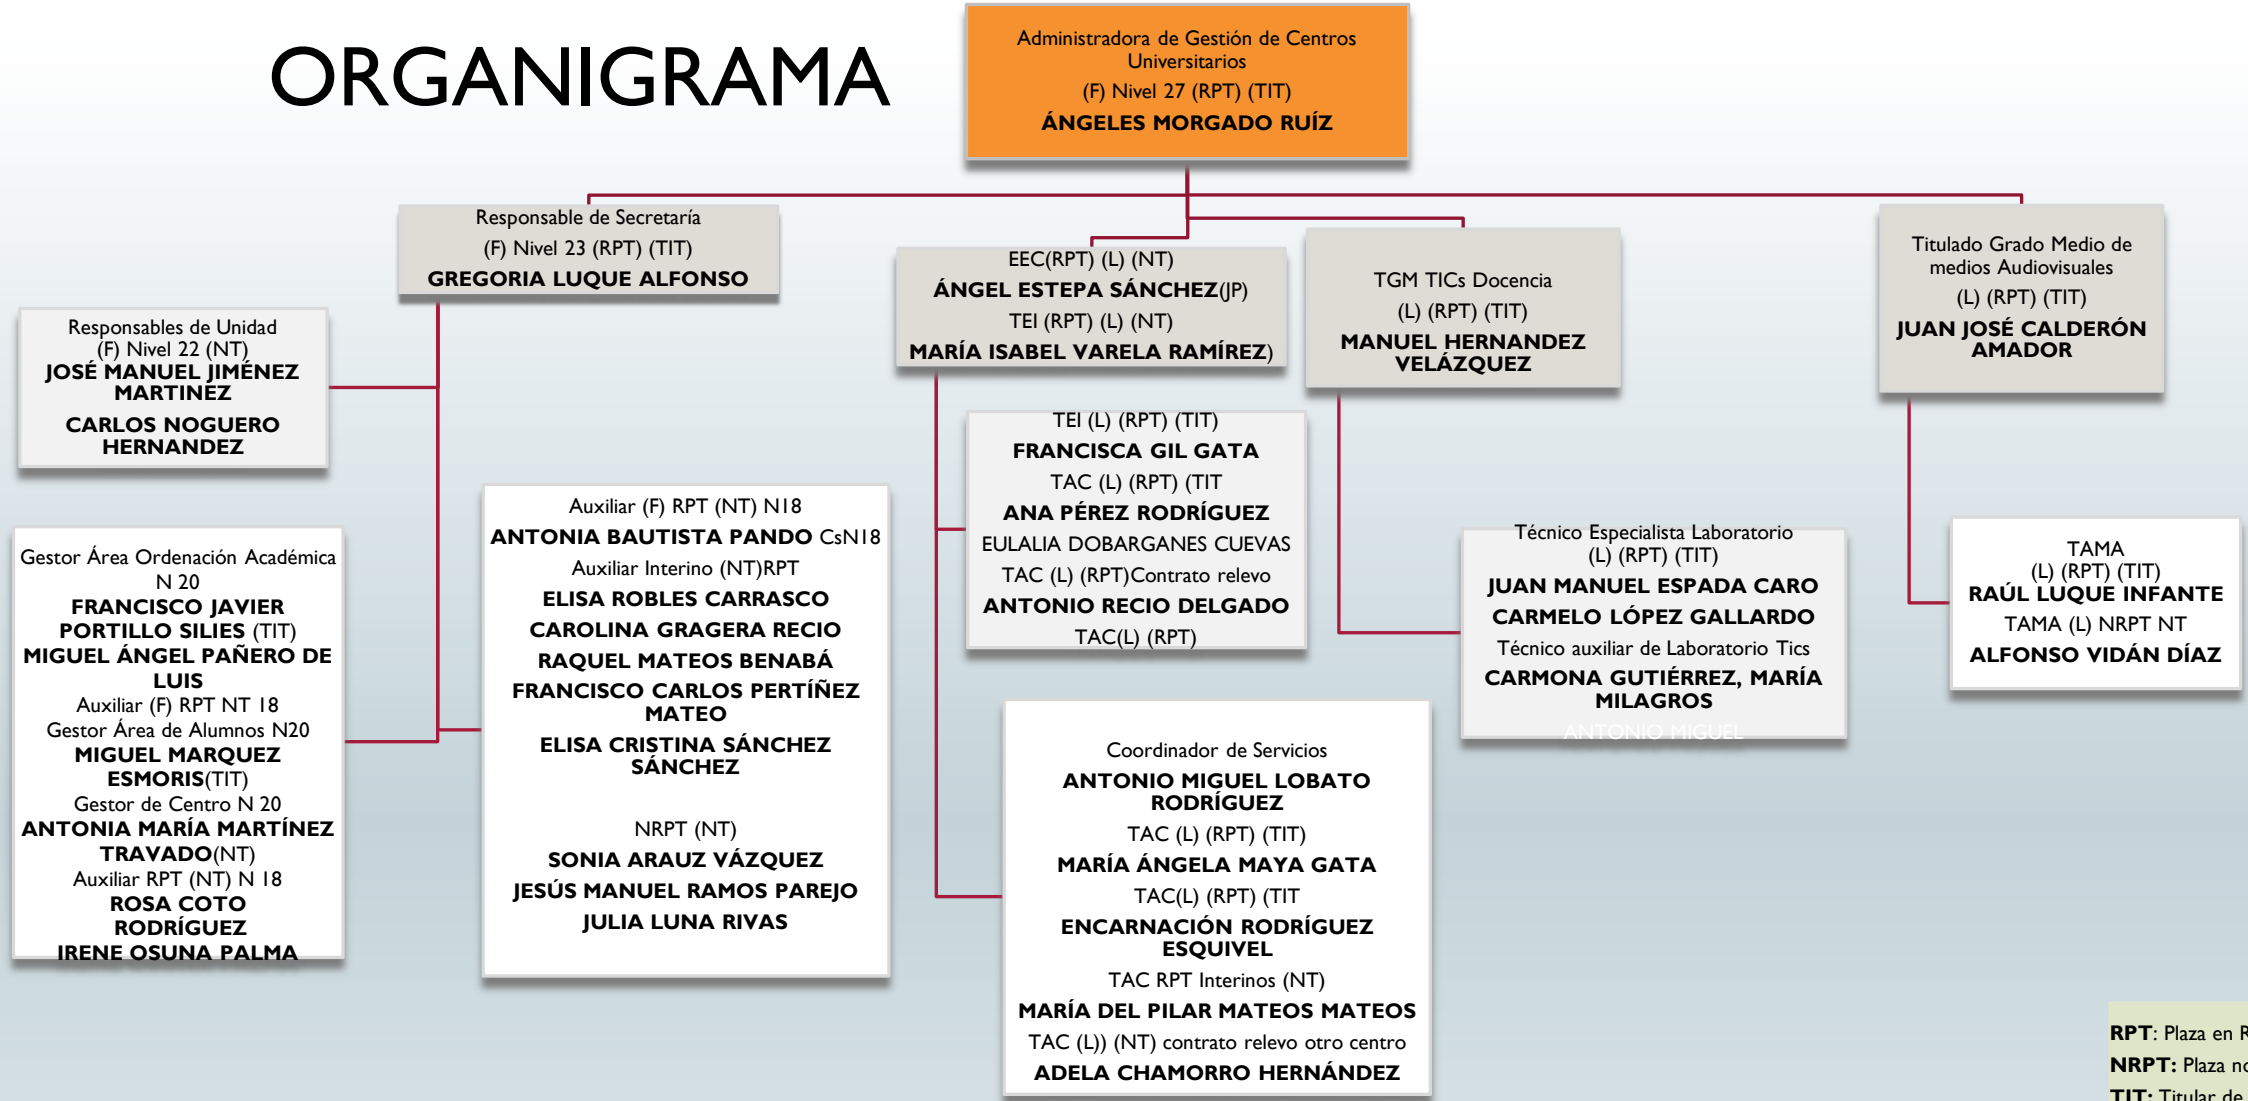 ORGANIGRAMA
Administradora de Gestión de Centros
Universitarios
(F) Nivel 27 (RPT) (TIT)
ÁNGELES MORGADO RUÍZ
Responsable de Secretaría
(F) Nivel 23 (RPT) (TIT)
GREGORIA LUQUE ALFONSO
EEC(RPT) (L) (NT)
ÁNGEL ESTEPA SÁNCHEZ(JP)
TEI (RPT) (L) (NT)
MARÍA ISABEL VARELA RAMÍREZ)
TGM TICs Docencia
(L) (RPT) (TIT)
MANUEL HERNANDEZ
VELÁZQUEZ
Titulado Grado Medio de
medios Audiovisuales
(L) (RPT) (TIT)
JUAN JOSÉ CALDERÓN
AMADOR
Responsables de Unidad
(F) Nivel 22 (NT)
JOSÉ MANUEL JIMÉNEZ
MARTINEZ
CARLOS NOGUERO
HERNANDEZ
Gestor Área Ordenación Académica
N 20
FRANCISCO JAVIER
PORTILLO SILIES (TIT)
MIGUEL ÁNGEL PAÑERO DE
LUIS
Auxiliar (F) RPT NT 18
Gestor Área de Alumnos N20
MIGUEL MARQUEZ
ESMORIS(TIT)
Gestor de Centro N 20
ANTONIA MARÍA MARTÍNEZ
TRAVADO(NT)
Auxiliar RPT (NT) N 18
ROSA COTO
RODRÍGUEZ
IRENE OSUNA PALMA
Auxiliar (F) RPT (NT) N18
ANTONIA BAUTISTA PANDO CsN18
Auxiliar Interino (NT)RPT
ELISA ROBLES CARRASCO
CAROLINA GRAGERA RECIO
RAQUEL MATEOS BENABÁ
FRANCISCO CARLOS PERTÍÑEZ
MATEO
ELISA CRISTINA SÁNCHEZ
SÁNCHEZ
NRPT (NT)
SONIA ARAUZ VÁZQUEZ
JESÚS MANUEL RAMOS PAREJO
JULIA LUNA RIVAS
TEI (L) (RPT) (TIT)
FRANCISCA GIL GATA
TAC (L) (RPT) (TIT
ANA PÉREZ RODRÍGUEZ
EULALIA DOBARGANES CUEVAS
TAC (L) (RPT)Contrato relevo
ANTONIO RECIO DELGADO
TAC(L) (RPT)
Coordinador de Servicios
ANTONIO MIGUEL LOBATO
RODRÍGUEZ
TAC (L) (RPT) (TIT)
MARÍA ÁNGELA MAYA GATA
TAC(L) (RPT) (TIT
ENCARNACIÓN RODRÍGUEZ
ESQUIVEL
TAC RPT Interinos (NT)
MARÍA DEL PILAR MATEOS MATEOS
TAC (L)) (NT) contrato relevo otro centro
ADELA CHAMORRO HERNÁNDEZ
Técnico Especialista Laboratorio
(L) (RPT) (TIT)
JUAN MANUEL ESPADA CARO
CARMELO LÓPEZ GALLARDO
Técnico auxiliar de Laboratorio Tics
CARMONA GUTIÉRREZ, MARÍA
MILAGROS
ANTONIO MIGUEL
TAMA
(L) (RPT) (TIT)
RAÚL LUQUE INFANTE
TAMA (L) NRPT NT
ALFONSO VIDÁN DÍAZ
RPT: Plaza en
NRPT: Plaza
TIT: Titular de